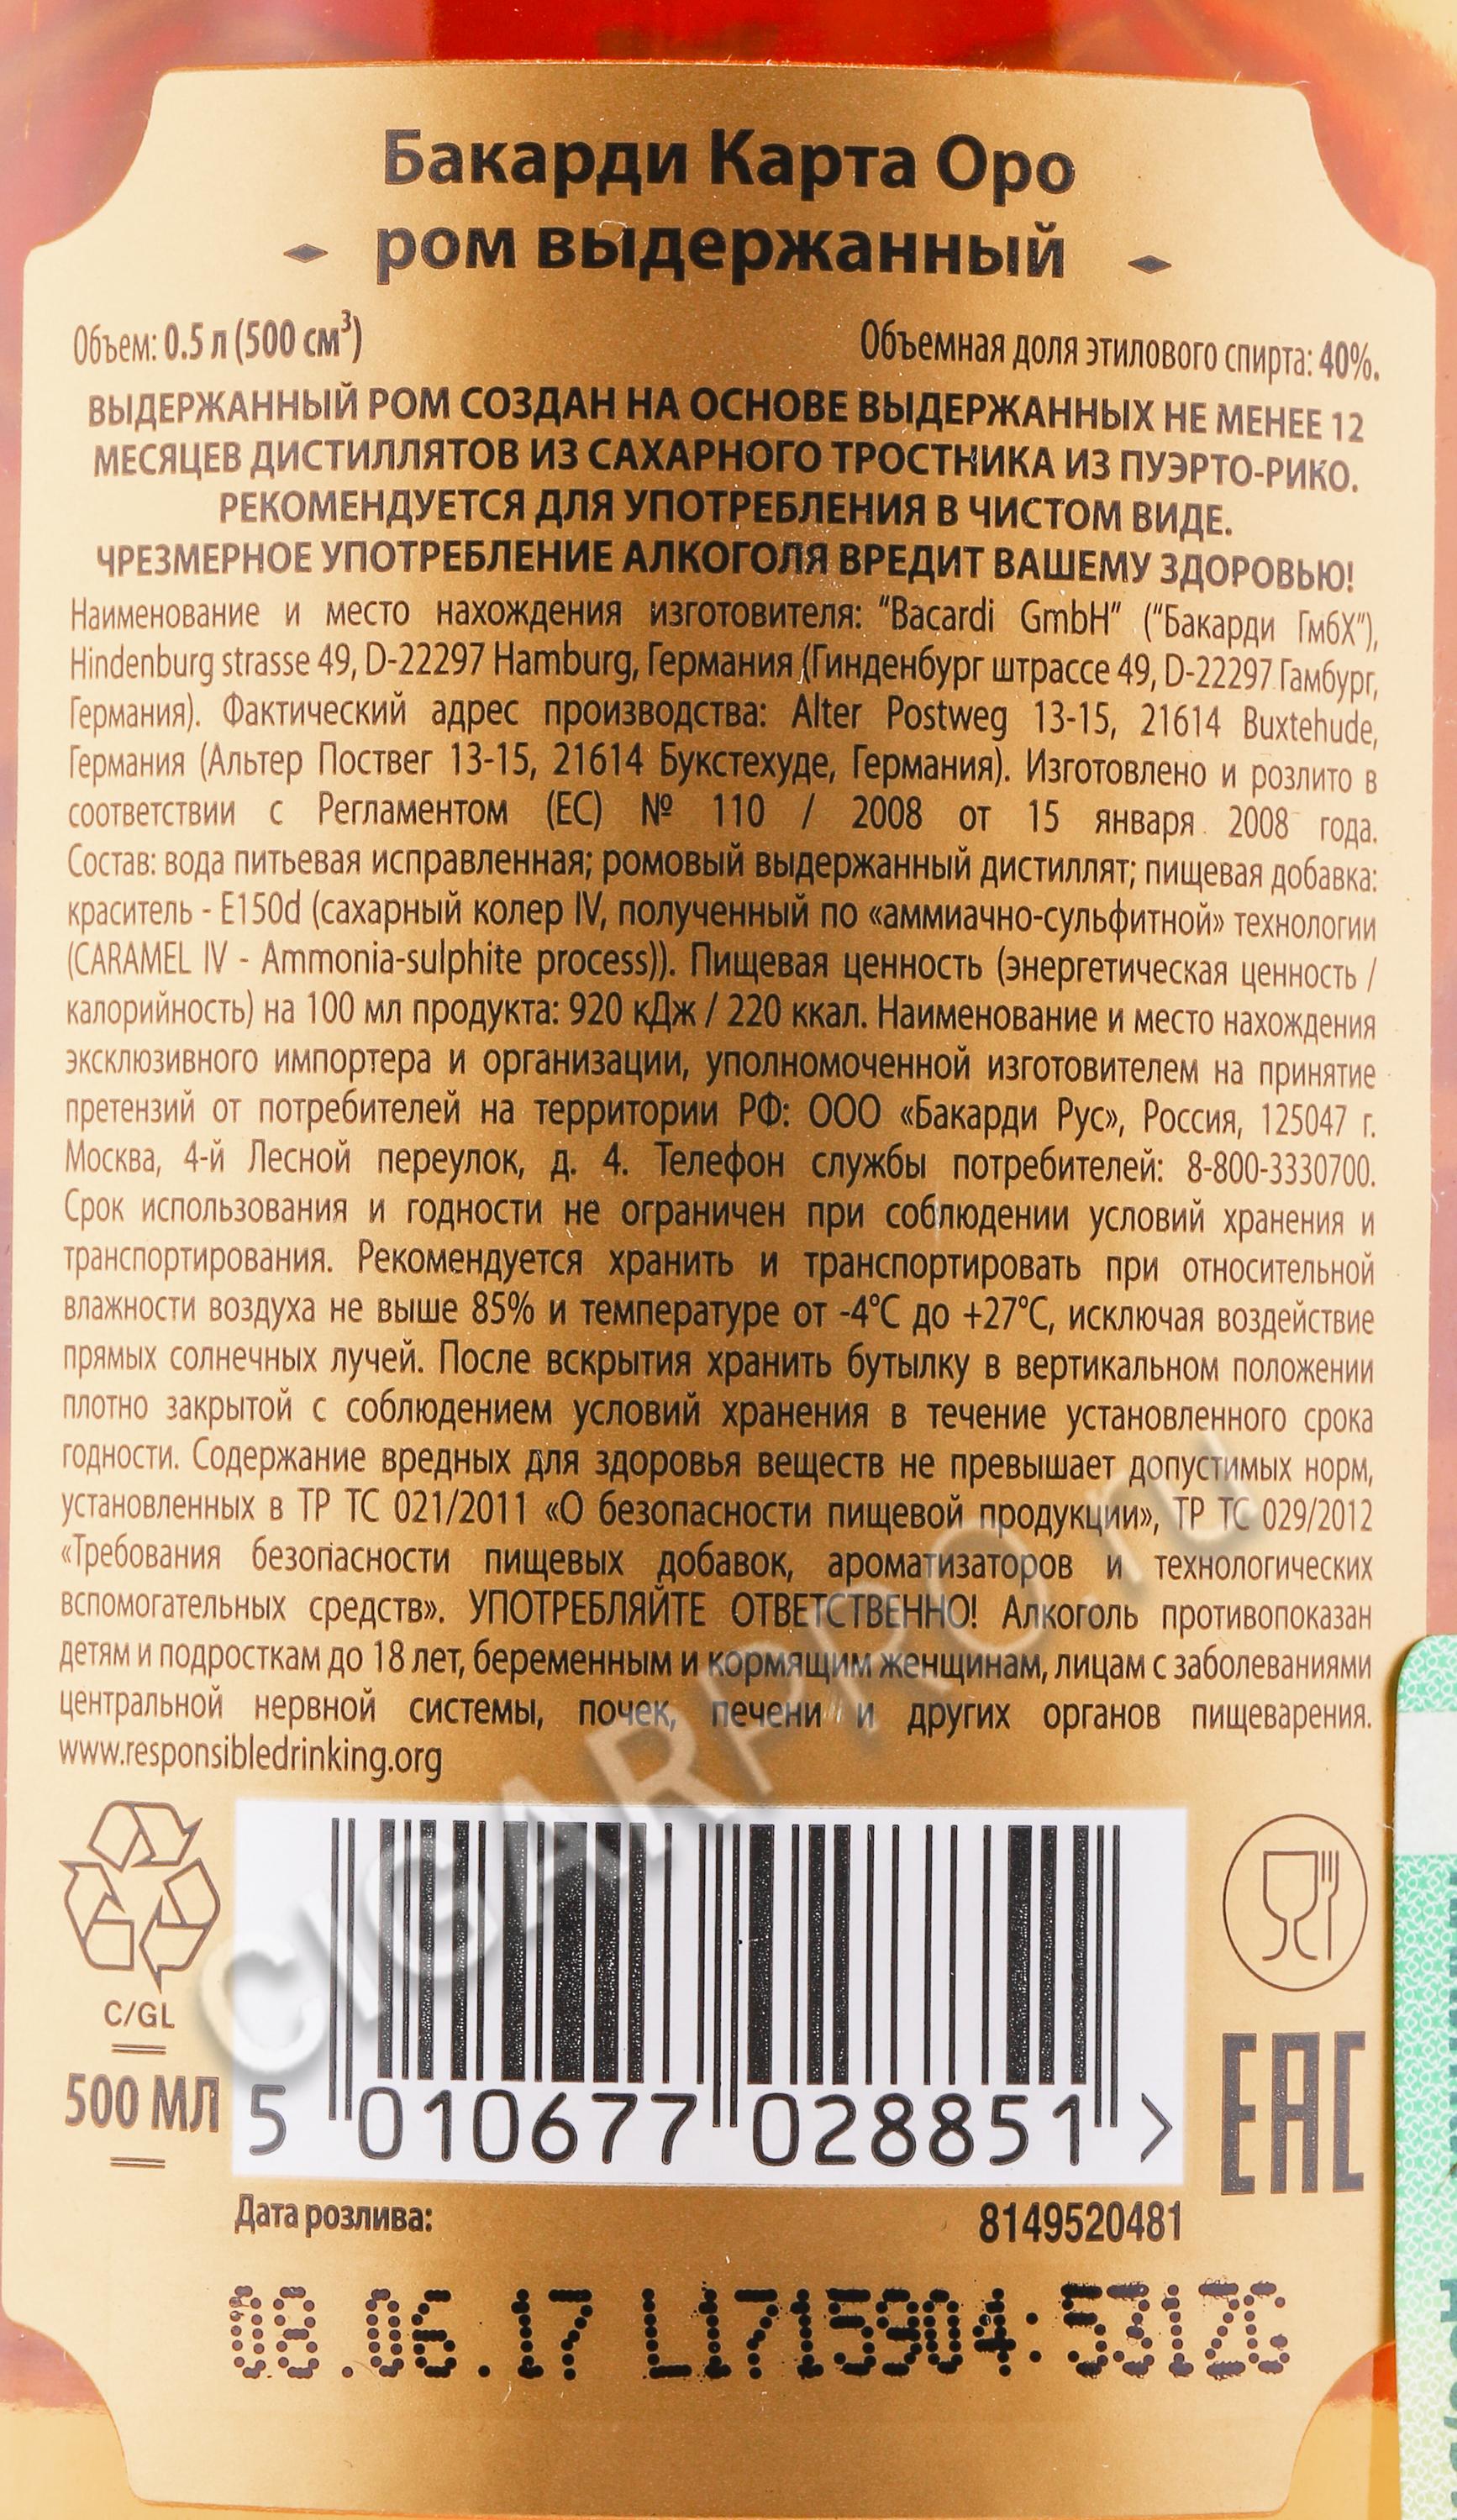 Бакарди Карта Оро
ром выдержанный
Объем: 0.5 л (500 см³) Объемная доля этилового спирта: 40%.
ВЫДЕРЖАННЫЙ РОМ СОЗДАН НА ОСНОВЕ ВЫДЕРЖАННЫХ НЕ МЕНЕЕ 12
МЕСЯЦЕВ ДИСТИЛЛЯТОВ ИЗ САХАРНОГО ТРОСТНИКА ИЗ ПУЭРТО-РИКО.
РЕКОМЕНДУЕТСЯ ДЛЯ УПОТРЕБЛЕНИЯ В ЧИСТОМ ВИДЕ.
ЧРЕЗМЕРНОЕ УПОТРЕБЛЕНИЕ АЛКОГОЛЯ ВРЕДИТ ВАШЕМУ ЗДОРОВЬЮ!
Наименование и место нахождения изготовителя: "Bacardi GmbH" ("Бакарди ГмбХ"),
Hindenburg strasse 49, D-22297 Hamburg, Германия (Гинденбург штрассе 49, D-22297 Гамбург,
Германия). Фактический адрес производства: Alter Postweg 13-15, 21614 Buxtehude,
Германия (Альтер Поствег 13-15, 21614 Букстехуде, Германия). Изготовлено и розлито в
соответствии с Регламентом (ЕС) № 110 / 2008 от 15 января 2008 года.
Состав: вода питьевая исправленная; ромовый выдержанный дистиллят; пищевая добавка:
краситель - E150d (сахарный колер IV, полученный по «аммиачно-сульфитной» технологии
(CARAMEL IV - Ammonia-sulphite process)). Пищевая ценность (энергетическая ценность /
калорийность) на 100 мл продукта: 920 кДж / 220 ккал. Наименование и место нахождения
эксклюзивного импортера и организации, уполномоченной изготовителем на принятие
претензий от потребителей на территории РФ: ООО «Бакарди Рус», Россия, 125047 г.
Москва, 4-й Лесной переулок, д. 4. Телефон службы потребителей: 8-800-3330700.
Срок использования и годности не ограничен при соблюдении условий хранения и
транспортирования. Рекомендуется хранить и транспортировать при относительной
влажности воздуха не выше 85% и температуре от -4°C до +27°C, исключая воздействие
прямых солнечных лучей. После вскрытия хранить бутылку в вертикальном положении
плотно закрытой с соблюдением условий хранения в течение установленного срока
годности. Содержание вредных для здоровья веществ не превышает допустимых норм,
установленных в ТР ТС 021/2011 «О безопасности пищевой продукции», ТР ТС 029/2012
«Требования безопасности пищевых добавок, ароматизаторов и технологических
вспомогательных средств». УПОТРЕБЛЯЙТЕ ОТВЕТСТВЕННО! Алкоголь противопоказан
детям и подросткам до 18 лет, беременным и кормящим женщинам, лицам с заболеваниями
центральной нервной системы, почек, печени и других органов пищеварения.
www.responsibledrinking.org
CIGARPRO.ru
C/GL
500 МЛ
5 010677 028851 >
EAC
Дата розлива: 8149520481
08.06.17 L1715904:5312G